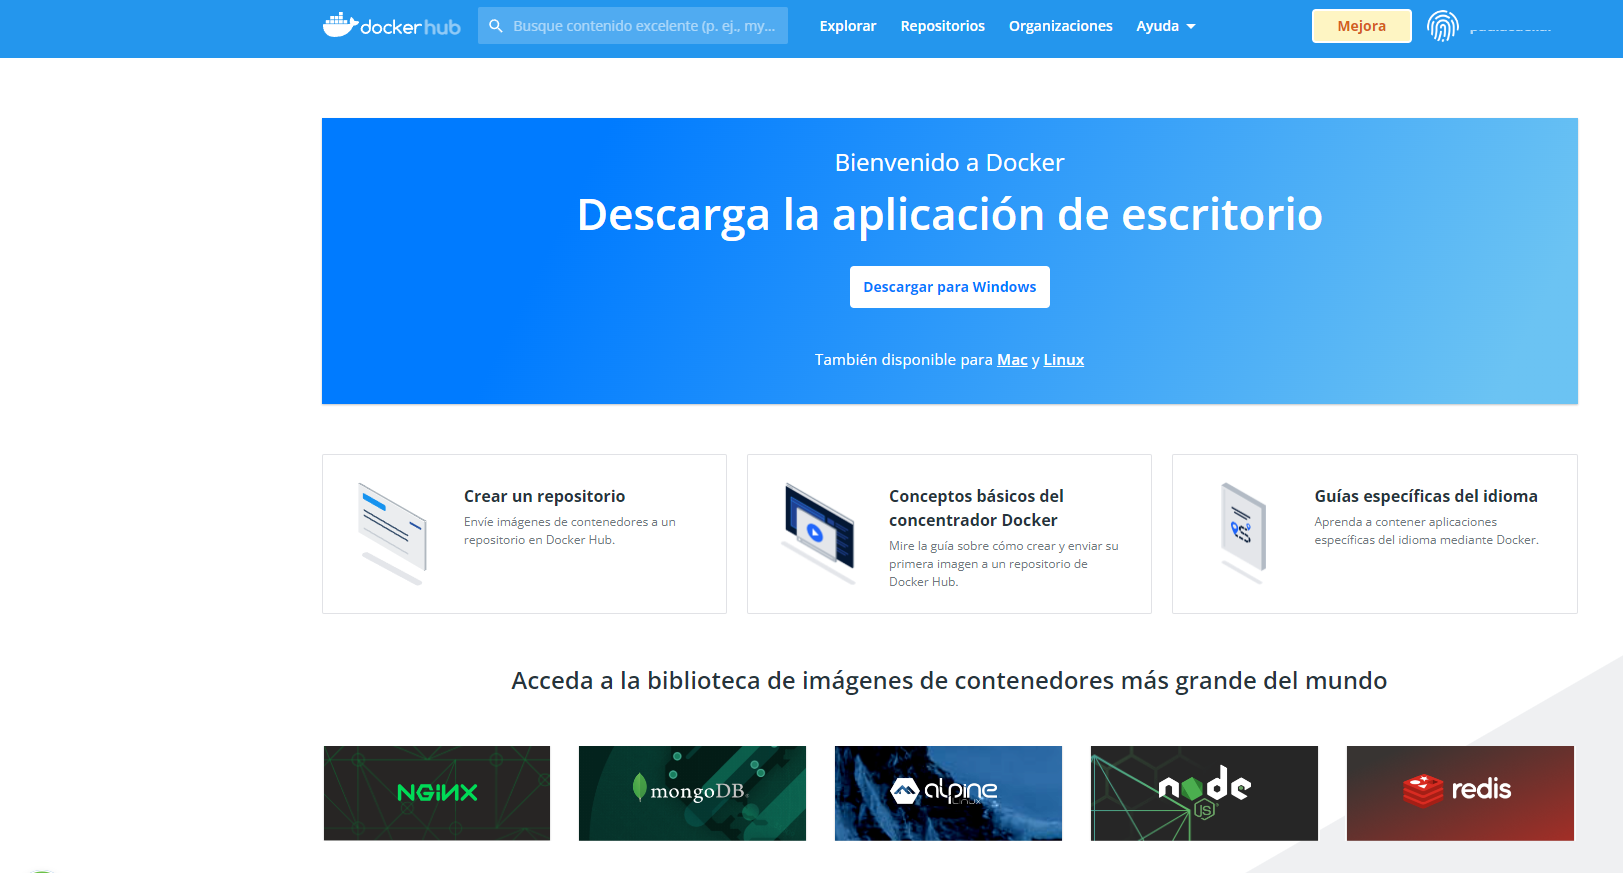 docker hub
Busque contenido excelente (p. ej., my...
Explorar
Repositorios
Organizaciones
Ayuda
Mejora
Bienvenido a Docker
Descarga la aplicación de escritorio
Descargar para Windows
También disponible para Mac y Linux
Crear un repositorio
Envíe imágenes de contenedores a un
repositorio en Docker Hub.
Conceptos básicos del
concentrador Docker
Mire la guía sobre cómo crear y enviar su
primera imagen a un repositorio de
Docker Hub.
Guías específicas del idioma
Aprenda a contener aplicaciones
específicas del idioma mediante Docker.
Acceda a la biblioteca de imágenes de contenedores más grande del mundo
NGINX
mongoDB®
alpine
Linux
node
JS
redis